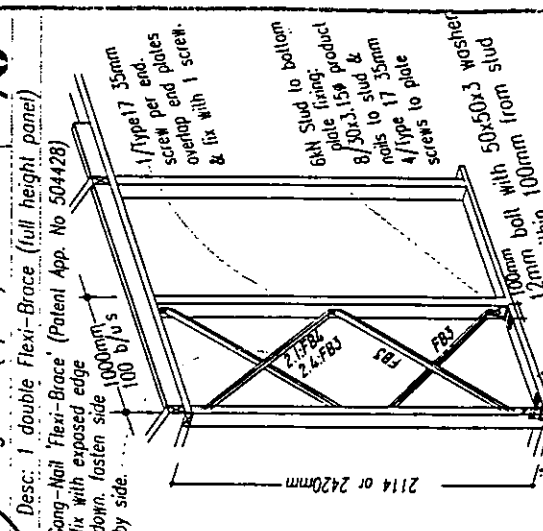 Desc: 1 double Flexi-Brace (full height panel)
Gang-Nail 'Flexi-Brace' (Patent App. No 504428)
fix with exposed edge
down. fasten side
by side.
1000mm
100 b/u's
1/Type17 35mm
screw per end.
overlap end plates
& fix with 1 screw.
6kN Stud to bottom
plate fixing:
8/30x3.15ø product
nails to stud &
4/Type 17 35mm
screws to plate
2.1:FB2
2.4:FB3
FB3
FB3
2114 or 2420mm
100mm
12mm bolt with 50x50x3 washer
100mm from stud